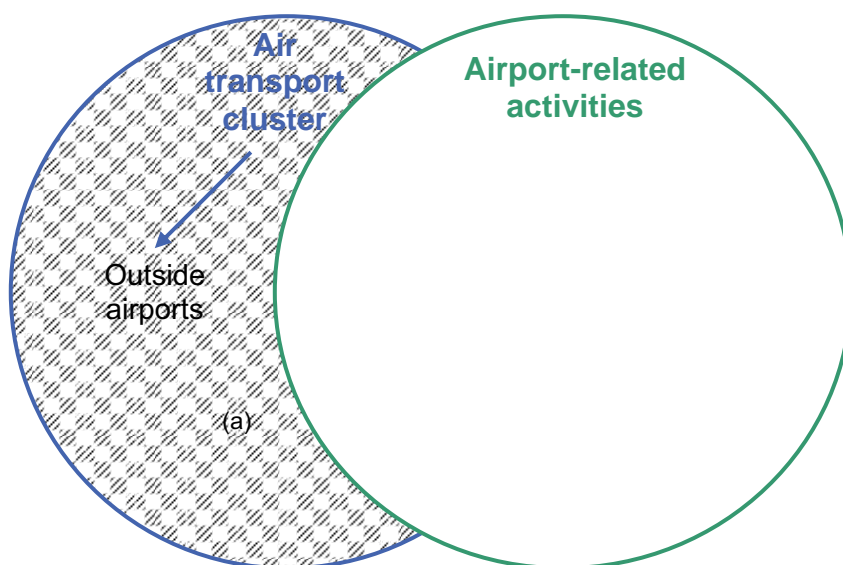 Air
transport
cluster
Airport-related
activities
Outside
airports
(a)